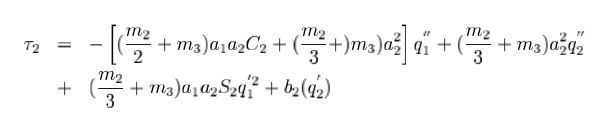 τ₂ = −[(m₂/2 + m₃)a₁a₂C₂ + (m₂/3+)m₃)a₂²] q₁'' + (m₂/3 + m₃)a₂²q₂''
+ (m₂/3 + m₃)a₁a₂S₂q₁'² + b₂(q₂')